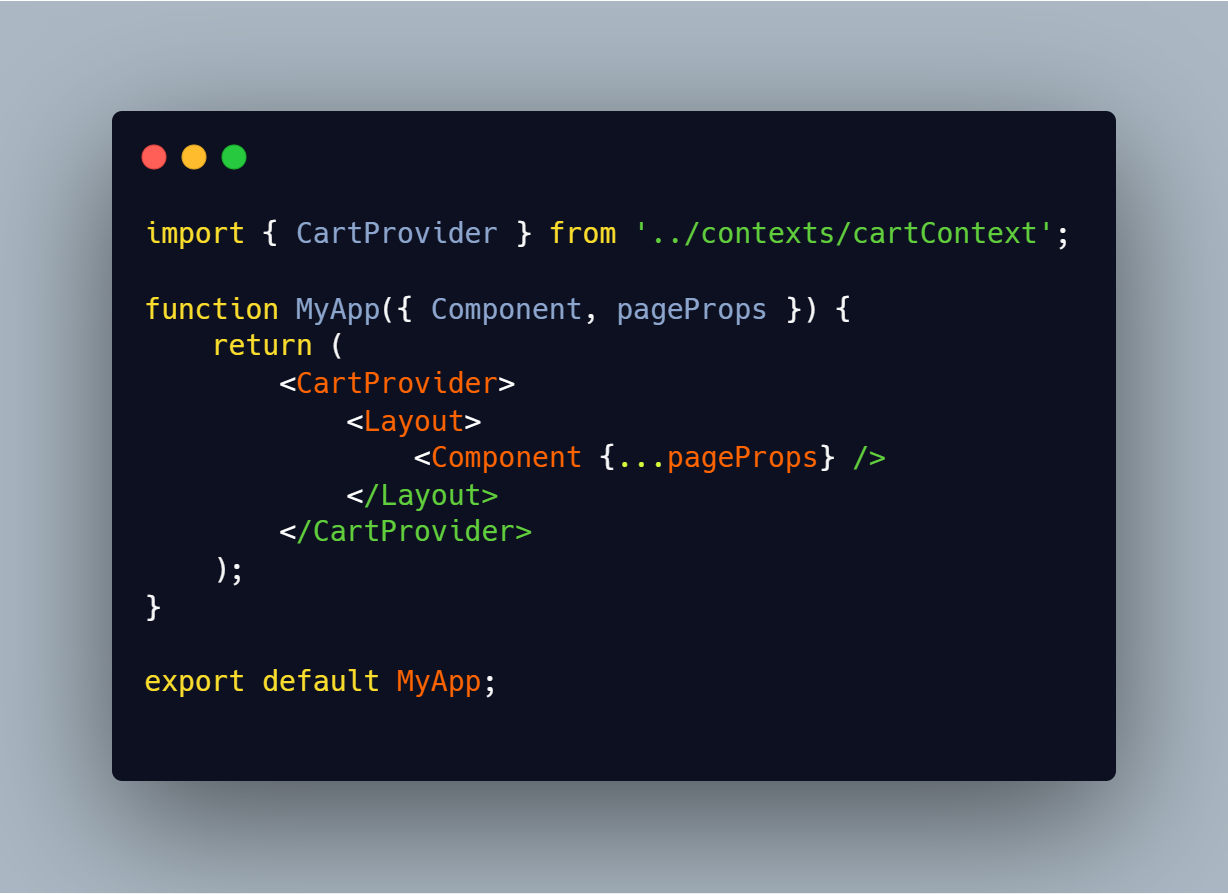 import { CartProvider } from '../contexts/cartContext';
function MyApp({ Component, pageProps }) {
    return (
        <CartProvider>
            <Layout>
                <Component {...pageProps} />
            </Layout>
        </CartProvider>
    );
}
export default MyApp;